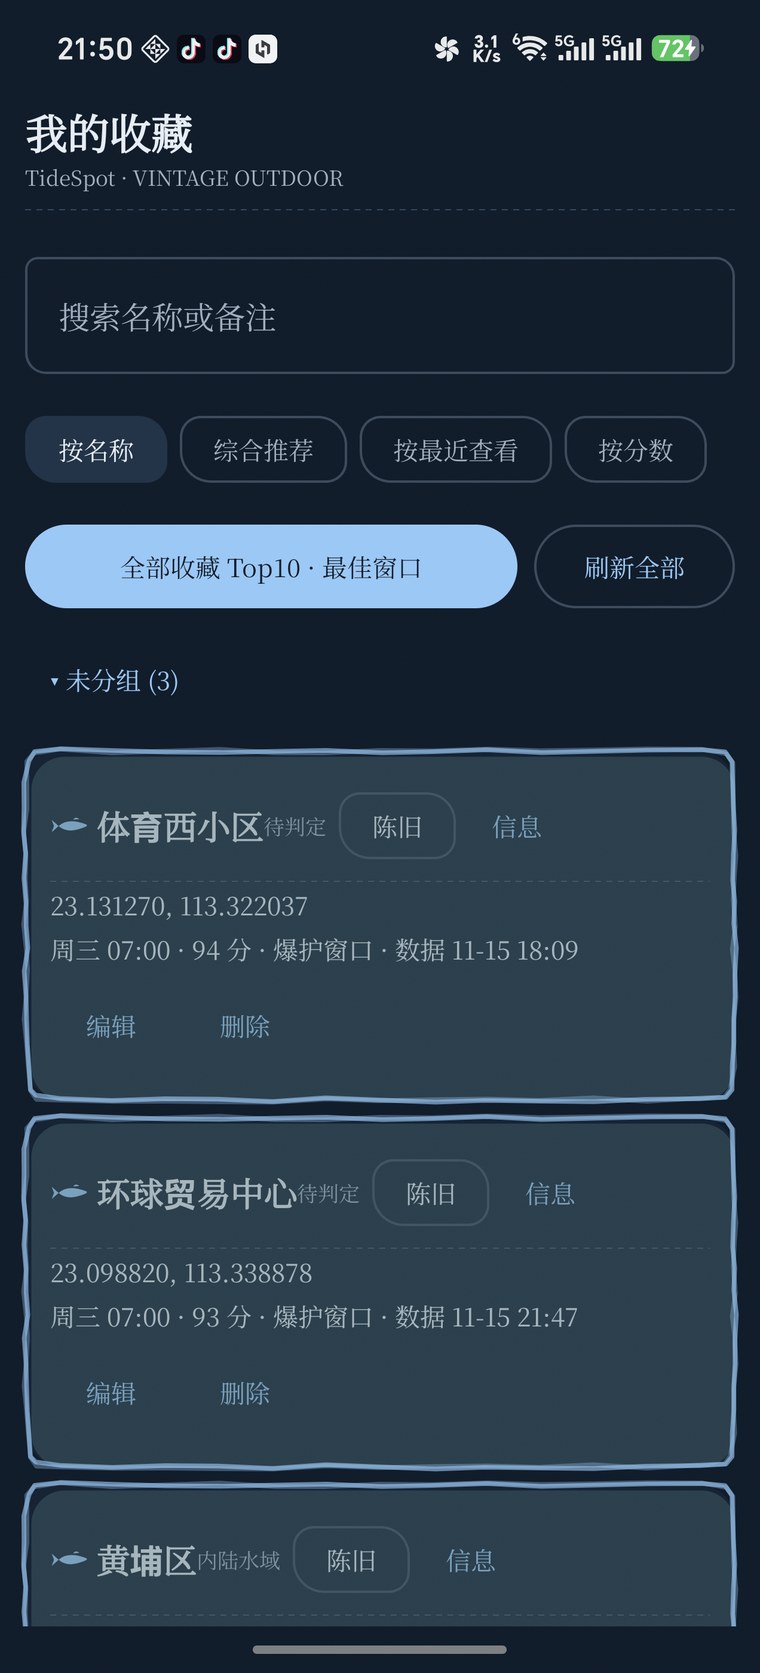 21:50 3.1 K/s 6 5G 5G 72
我的收藏
TideSpot · VINTAGE OUTDOOR
搜索名称或备注
按名称 综合推荐 按最近查看 按分数
全部收藏 Top10 · 最佳窗口 刷新全部
▾ 未分组 (3)
体育西小区 待判定 陈旧 信息
23.131270, 113.322037
周三 07:00 · 94 分 · 爆护窗口 · 数据 11-15 18:09
编辑 删除
环球贸易中心 待判定 陈旧 信息
23.098820, 113.338878
周三 07:00 · 93 分 · 爆护窗口 · 数据 11-15 21:47
编辑 删除
黄埔区 内陆水域 陈旧 信息